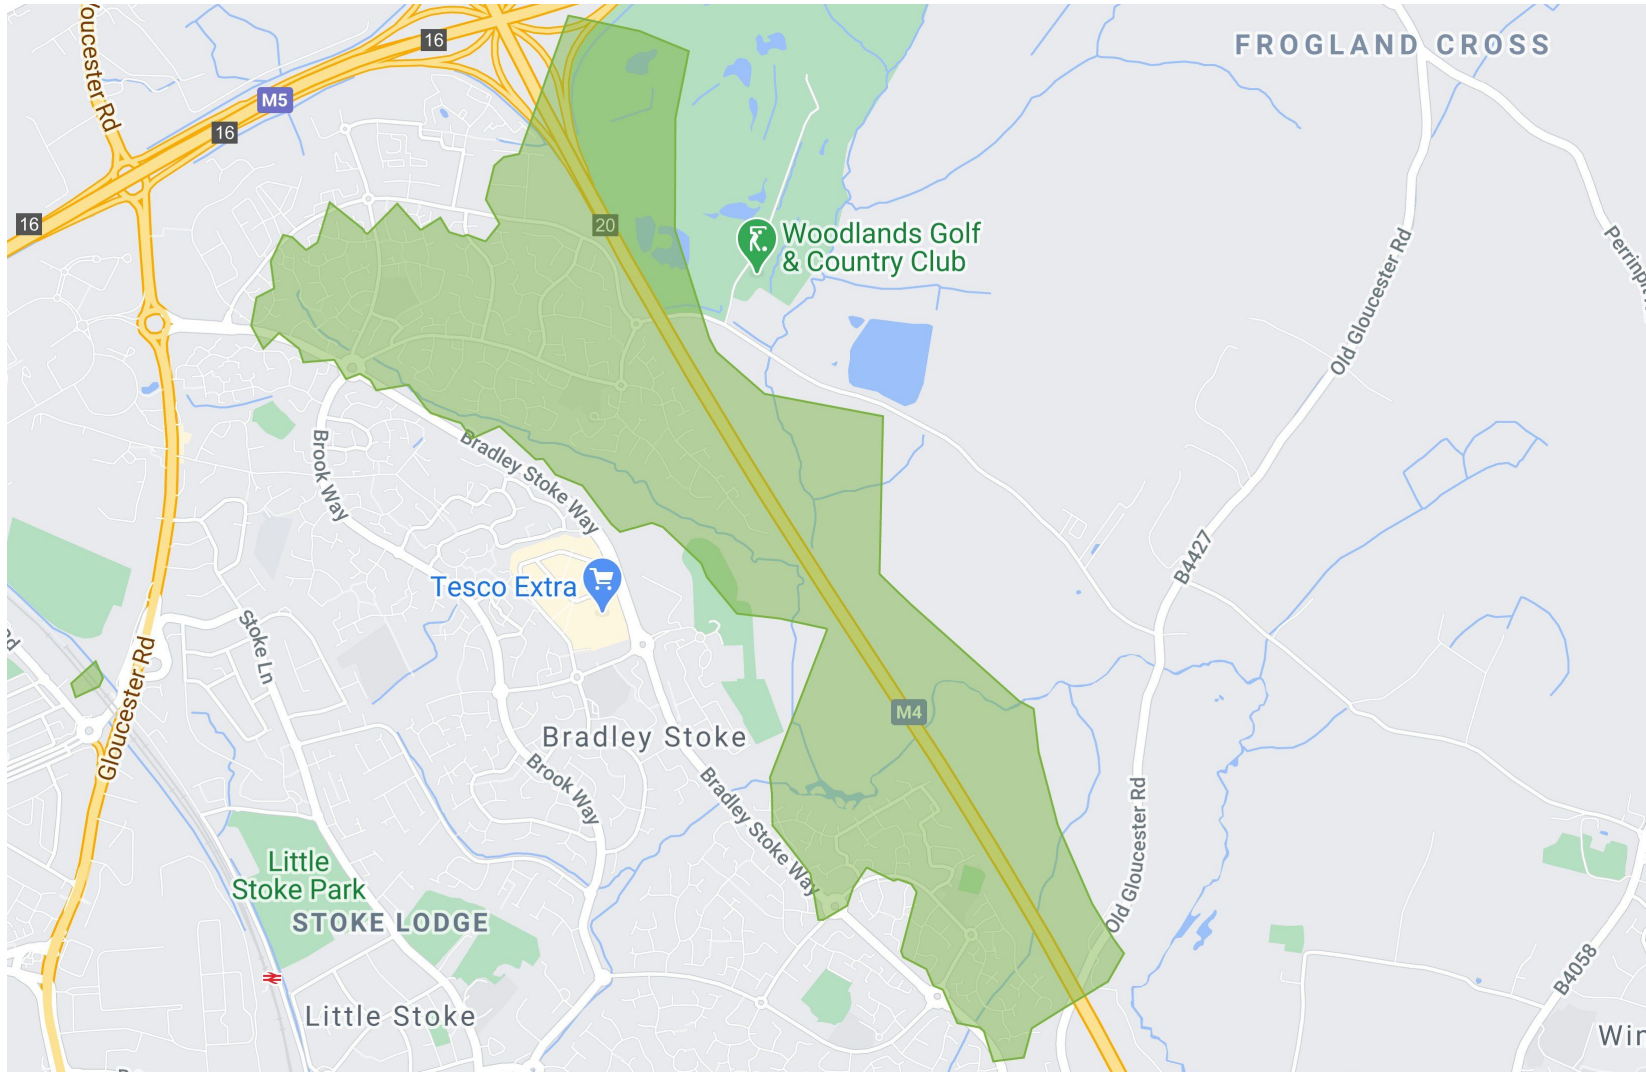 FROGLAND CROSS
16
M5
16
16
20
Woodlands Golf
& Country Club
Old Gloucester Rd
Brook Way
Bradley Stoke Way
B4427
Tesco Extra
Stoke Ln
Gloucester Rd
M4
Bradley Stoke
Brook Way
Bradley Stoke Way
Old Gloucester Rd
Little
Stoke Park
STOKE LODGE
B4058
Little Stoke